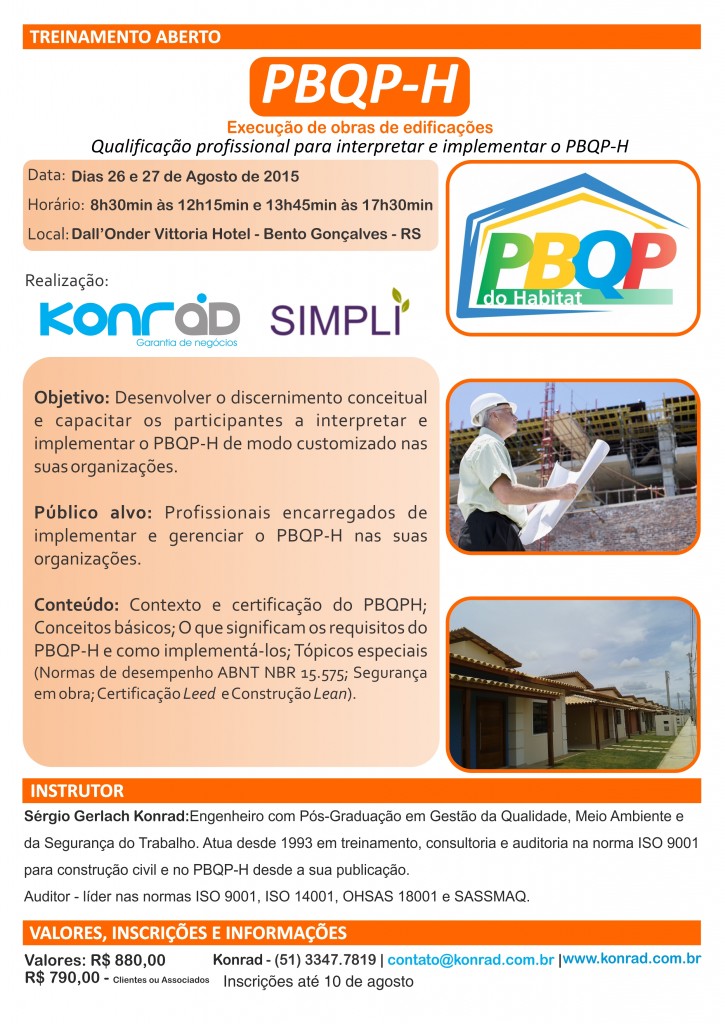 TREINAMENTO ABERTO
PBQP-H
Execução de obras de edificações
Qualificação profissional para interpretar e implementar o PBQP-H
Data: Dias 26 e 27 de Agosto de 2015
Horário: 8h30min às 12h15min e 13h45min às 17h30min
Local: Dall'Onder Vittoria Hotel - Bento Gonçalves - RS
PBQP
do Habitat
Realização:
Konrad
Garantia de negócios
SIMPLI
Objetivo: Desenvolver o discernimento conceitual
e capacitar os participantes a interpretar e
implementar o PBQP-H de modo customizado nas
suas organizações.
Público alvo: Profissionais encarregados de
implementar e gerenciar o PBQP-H nas suas
organizações.
Conteúdo: Contexto e certificação do PBQPH;
Conceitos básicos; O que significam os requisitos do
PBQP-H e como implementá-los; Tópicos especiais
(Normas de desempenho ABNT NBR 15.575; Segurança
em obra; Certificação Leed e Construção Lean).
INSTRUTOR
Sérgio Gerlach Konrad:Engenheiro com Pós-Graduação em Gestão da Qualidade, Meio Ambiente e
da Segurança do Trabalho. Atua desde 1993 em treinamento, consultoria e auditoria na norma ISO 9001
para construção civil e no PBQP-H desde a sua publicação.
Auditor - líder nas normas ISO 9001, ISO 14001, OHSAS 18001 e SASSMAQ.
VALORES, INSCRIÇÕES E INFORMAÇÕES
Valores: R$ 880,00 Konrad - (51) 3347.7819 | contato@konrad.com.br |www.konrad.com.br
R$ 790,00 - Clientes ou Associados Inscrições até 10 de agosto